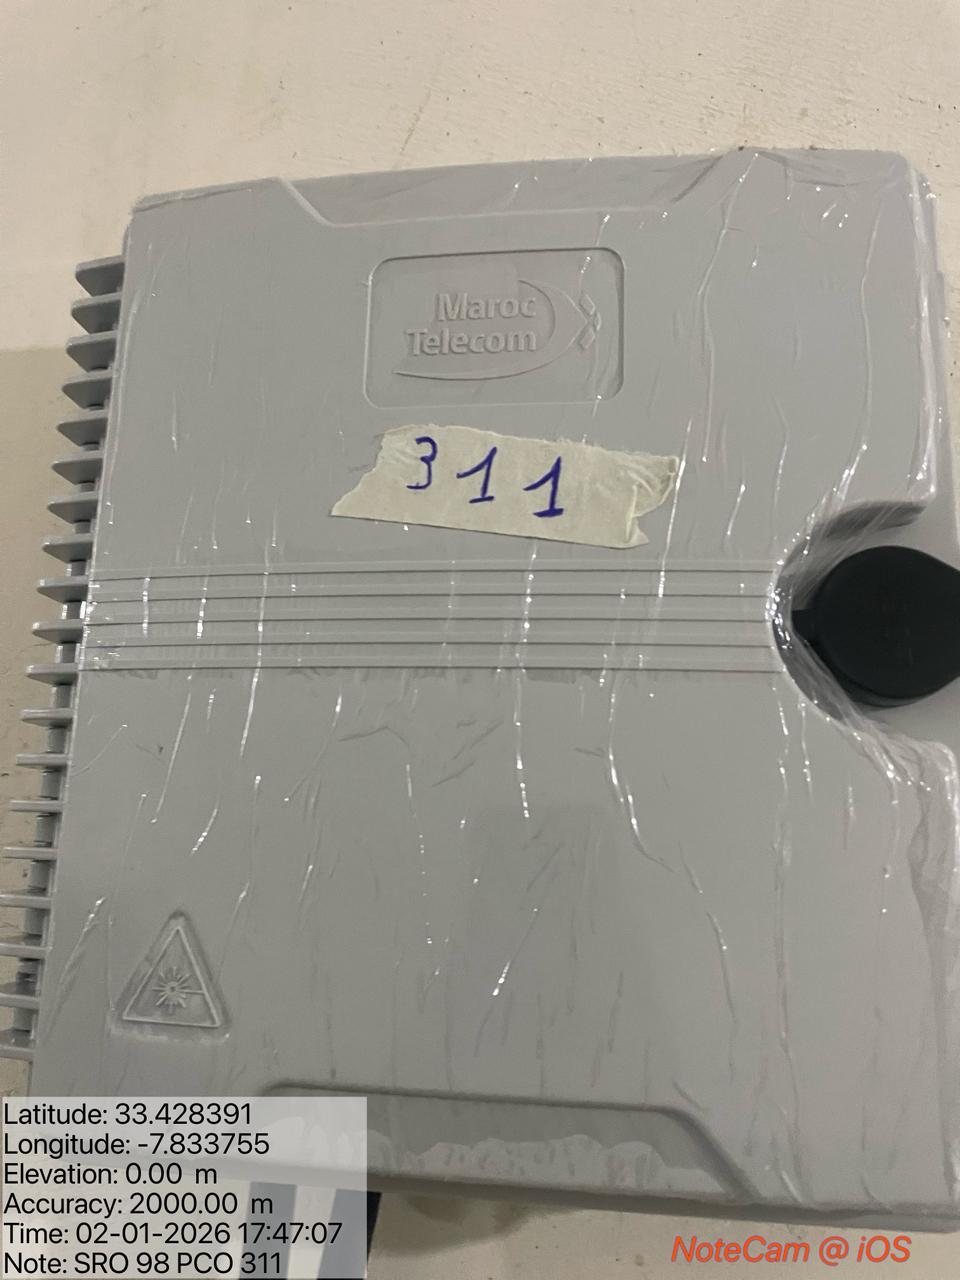 Maroc
Telecom
311
Latitude: 33.428391
Longitude: -7.833755
Elevation: 0.00 m
Accuracy: 2000.00 m
Time: 02-01-2026 17:47:07
Note: SRO 98 PCO 311
NoteCam @ iOS